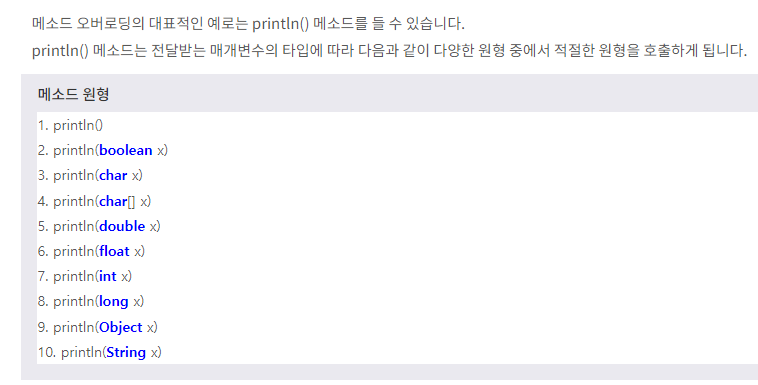 메소드 오버로딩의 대표적인 예로는 println() 메소드를 들 수 있습니다.
println() 메소드는 전달받는 매개변수의 타입에 따라 다음과 같이 다양한 원형 중에서 적절한 원형을 호출하게 됩니다.
메소드 원형
1. println()
2. println(boolean x)
3. println(char x)
4. println(char[] x)
5. println(double x)
6. println(float x)
7. println(int x)
8. println(long x)
9. println(Object x)
10. println(String x)